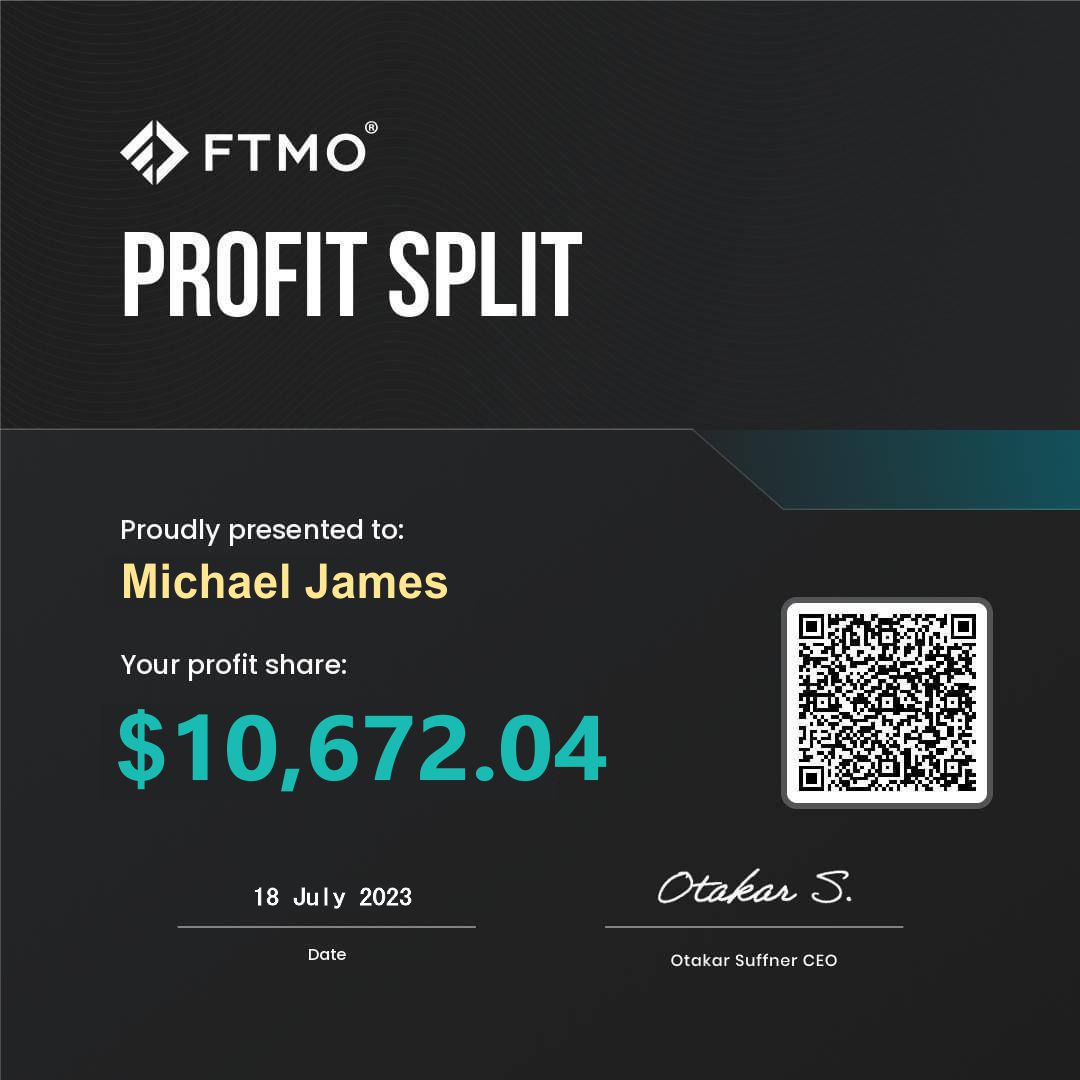 FTMO®
PROFIT SPLIT
Proudly presented to:
Michael James
Your profit share:
$10,672.04
18 July 2023
Otakar S.
Date
Otakar Suffner CEO